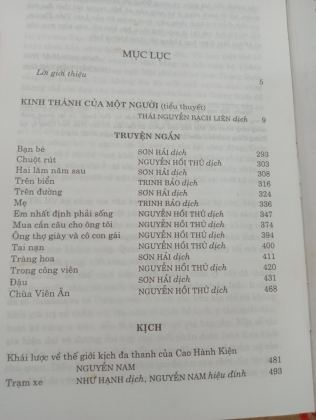 MỤC LỤC
Lời giới thiệu 5
KINH THÁNH CỦA MỘT NGƯỜI (tiểu thuyết)
THÁI NGUYỄN BẠCH LIÊN dịch 9
TRUYỆN NGẮN
Bạn bè SƠN HẢI dịch 293
Chuột rút NGUYỄN HỒI THỦ dịch 303
Hai lăm năm sau SƠN HẢI dịch 308
Trên biển TRINH BẢO dịch 316
Trên đường SƠN HẢI dịch 324
Mẹ TRINH BẢO dịch 336
Em nhất định phải sống NGUYỄN HỒI THỦ dịch 347
Mua cần câu cho ông tôi NGUYỄN HỒI THỦ dịch 374
Ông thợ giày và cô con gái NGUYỄN HỒI THỦ dịch 394
Tai nạn NGUYỄN HỒI THỦ dịch 400
Tràng hoa SƠN HẢI dịch 411
Trong công viên NGUYỄN HỒI THỦ dịch 420
Đậu SƠN HẢI dịch 431
Chùa Viên Ân NGUYỄN HỒI THỦ dịch 468
KỊCH
Khái lược về thế giới kịch đa thanh của Cao Hành Kiện
NGUYỄN NAM 481
Trạm xe NHƯ HẠNH dịch, NGUYỄN NAM hiệu đính 493